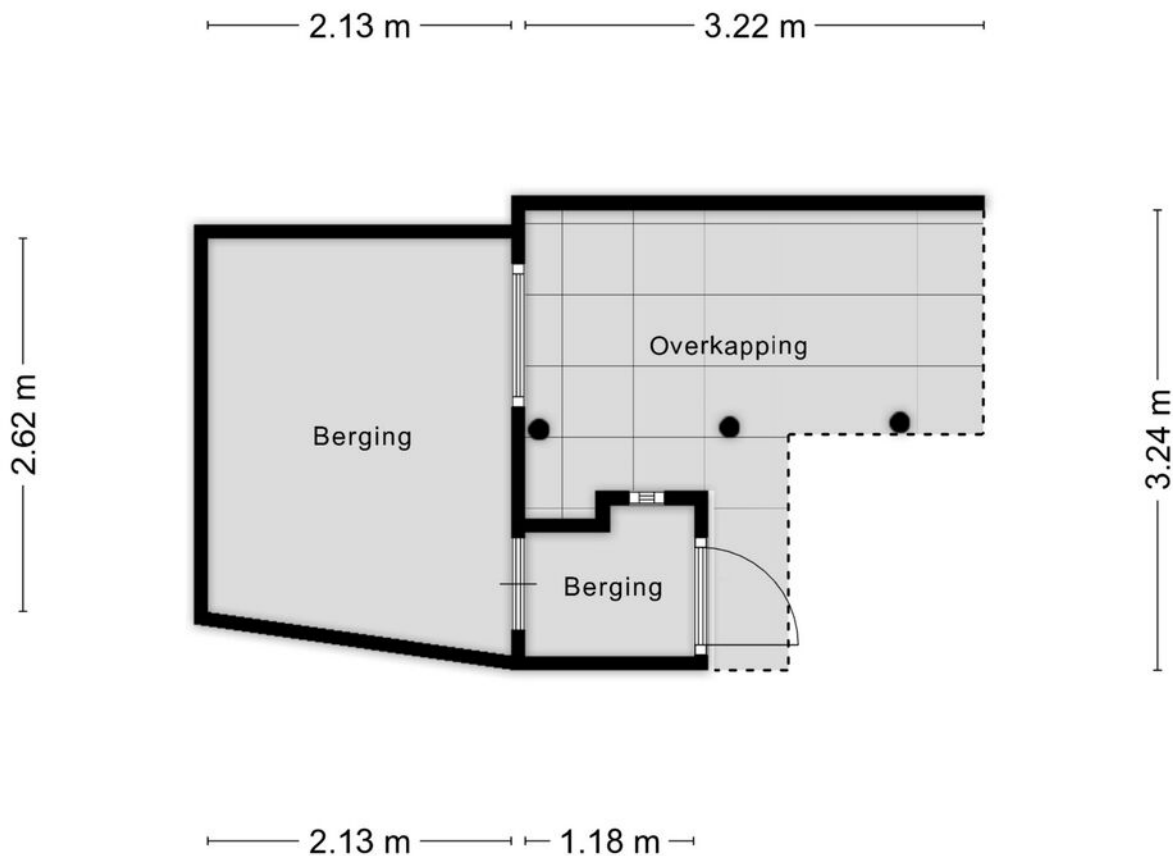 2.13 m
3.22 m
Overkapping
2.62 m
Berging
3.24 m
Berging
2.13 m
1.18 m